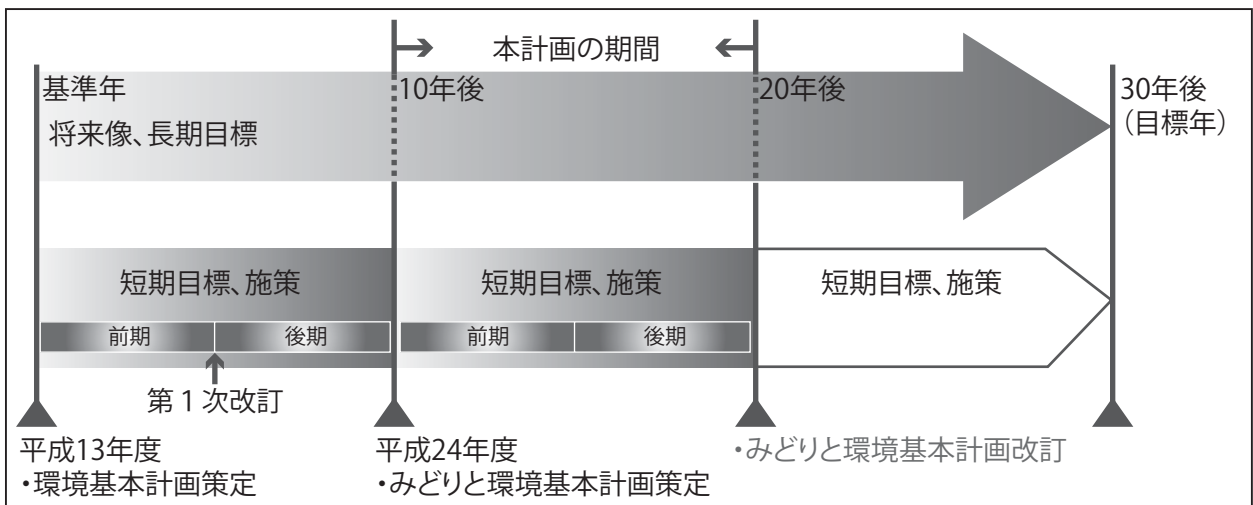 本計画の期間
基準年
10年後
20年後
30年後
（目標年）
将来像、長期目標
短期目標、施策
短期目標、施策
短期目標、施策
前期
後期
前期
後期
第１次改訂
平成13年度
・環境基本計画策定
平成24年度
・みどりと環境基本計画策定
・みどりと環境基本計画改訂